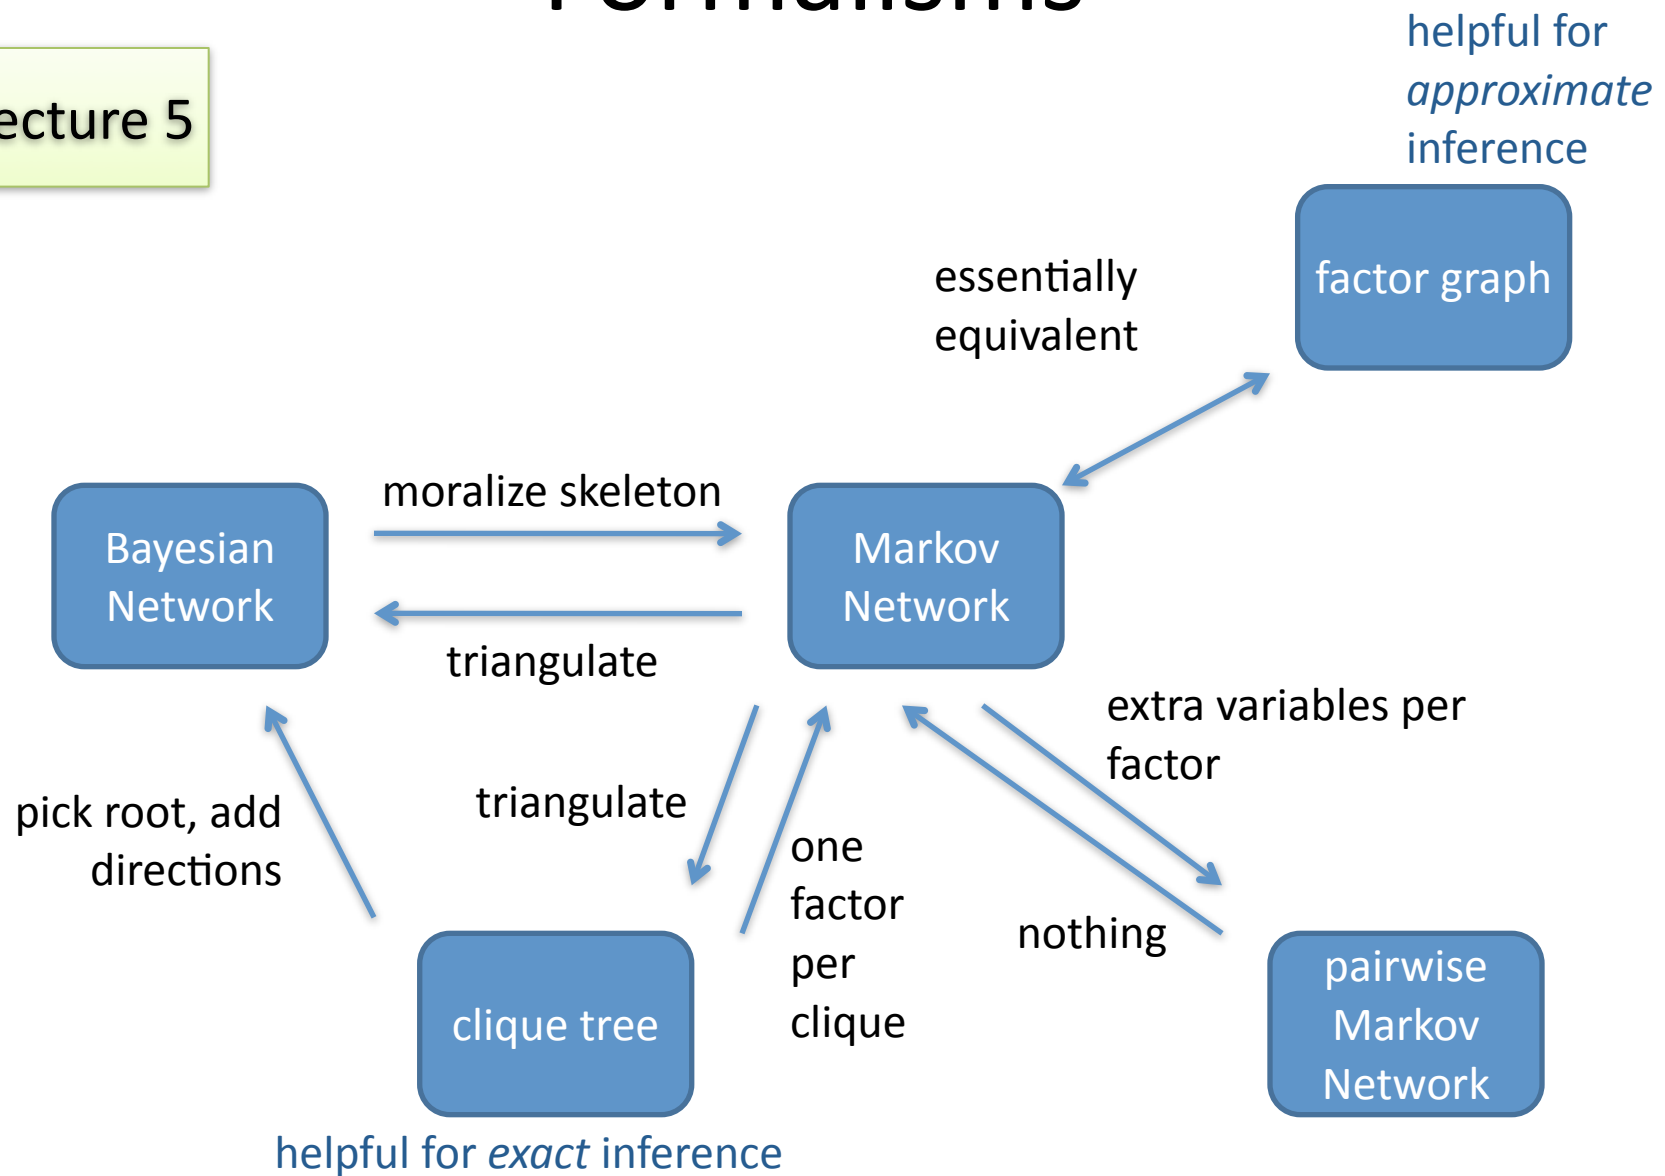 Formalisms
helpful for
approximate
inference
ecture 5
essentially
equivalent
factor graph
moralize skeleton
Bayesian
Network
Markov
Network
triangulate
extra variables per
factor
pick root, add
directions
triangulate
one
factor
per
clique
nothing
clique tree
pairwise
Markov
Network
helpful for exact inference